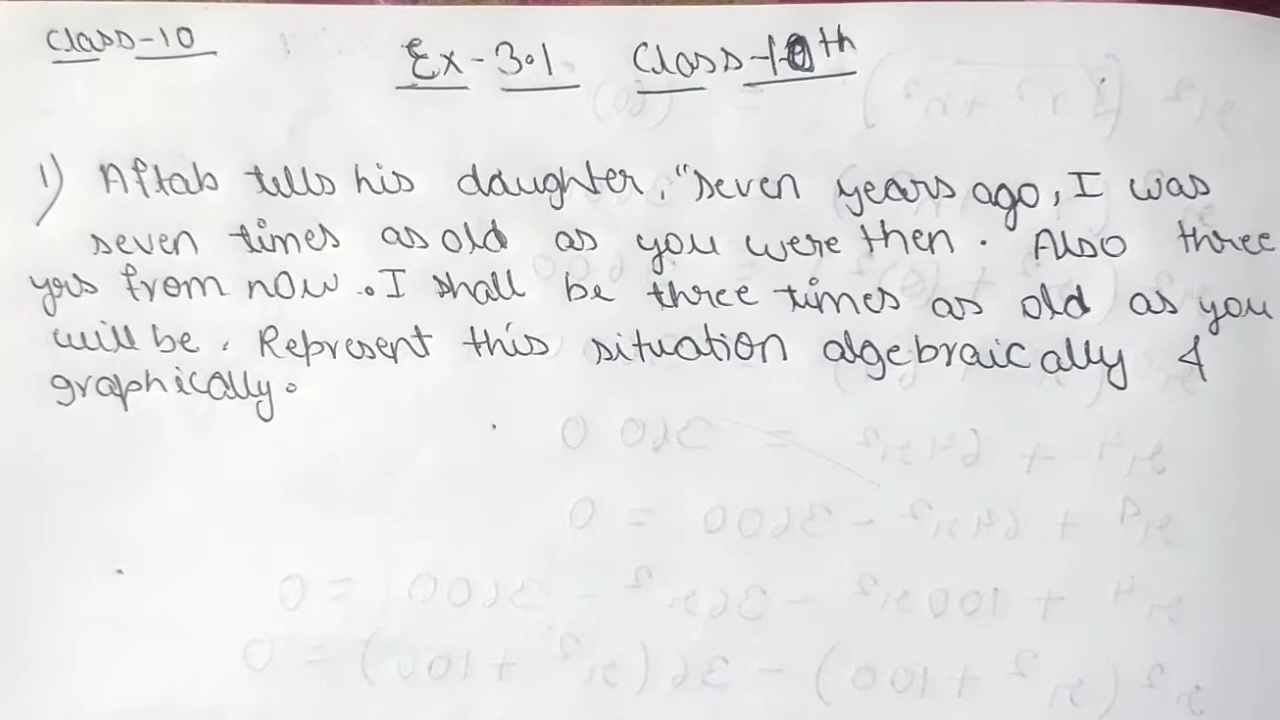 Class-10
Ex-3.1 Class-10th
1) Aftab tells his daughter, "seven years ago, I was
seven times as old as you were then. Also three
yers from now. I shall be three times as old as you
will be. Represent this situation algebraically &
graphically.